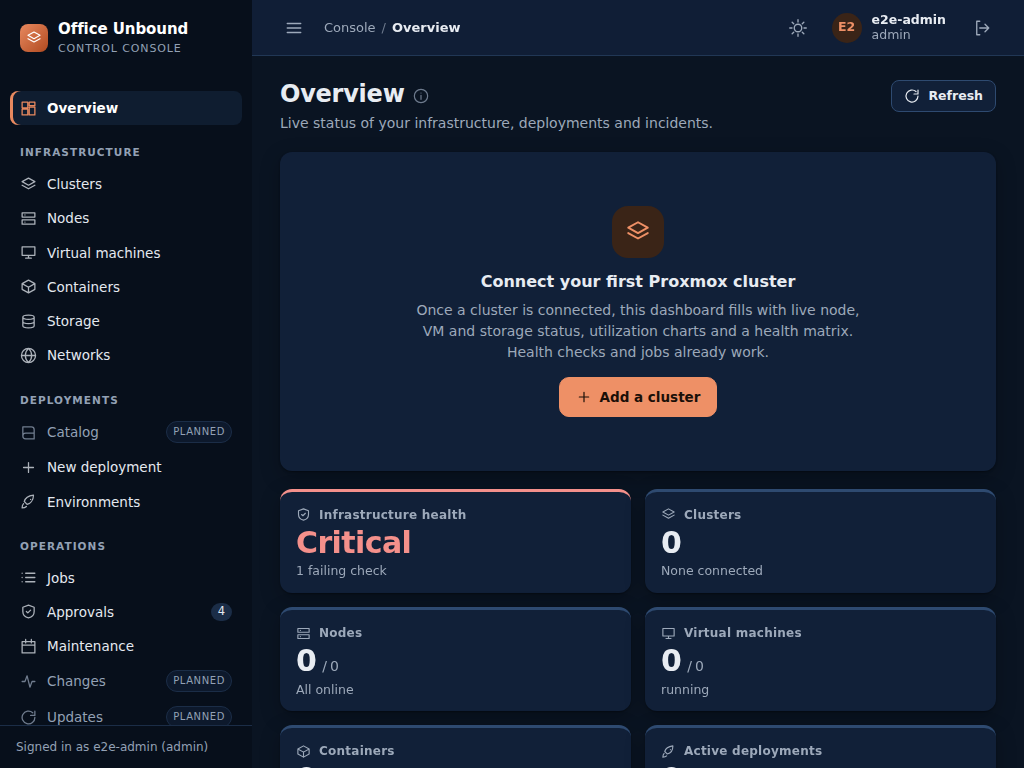 Office Unbound
CONTROL CONSOLE
Overview
INFRASTRUCTURE
Clusters
Nodes
Virtual machines
Containers
Storage
Networks
DEPLOYMENTS
Catalog PLANNED
New deployment
Environments
OPERATIONS
Jobs
Approvals 4
Maintenance
Changes PLANNED
Updates PLANNED
Signed in as e2e-admin (admin)
Console / Overview
E2 e2e-admin
admin
Overview
Refresh
Live status of your infrastructure, deployments and incidents.
Connect your first Proxmox cluster
Once a cluster is connected, this dashboard fills with live node,
VM and storage status, utilization charts and a health matrix.
Health checks and jobs already work.
Add a cluster
Infrastructure health
Critical
1 failing check
Clusters
0
None connected
Nodes
0 / 0
All online
Virtual machines
0 / 0
running
Containers
Active deployments